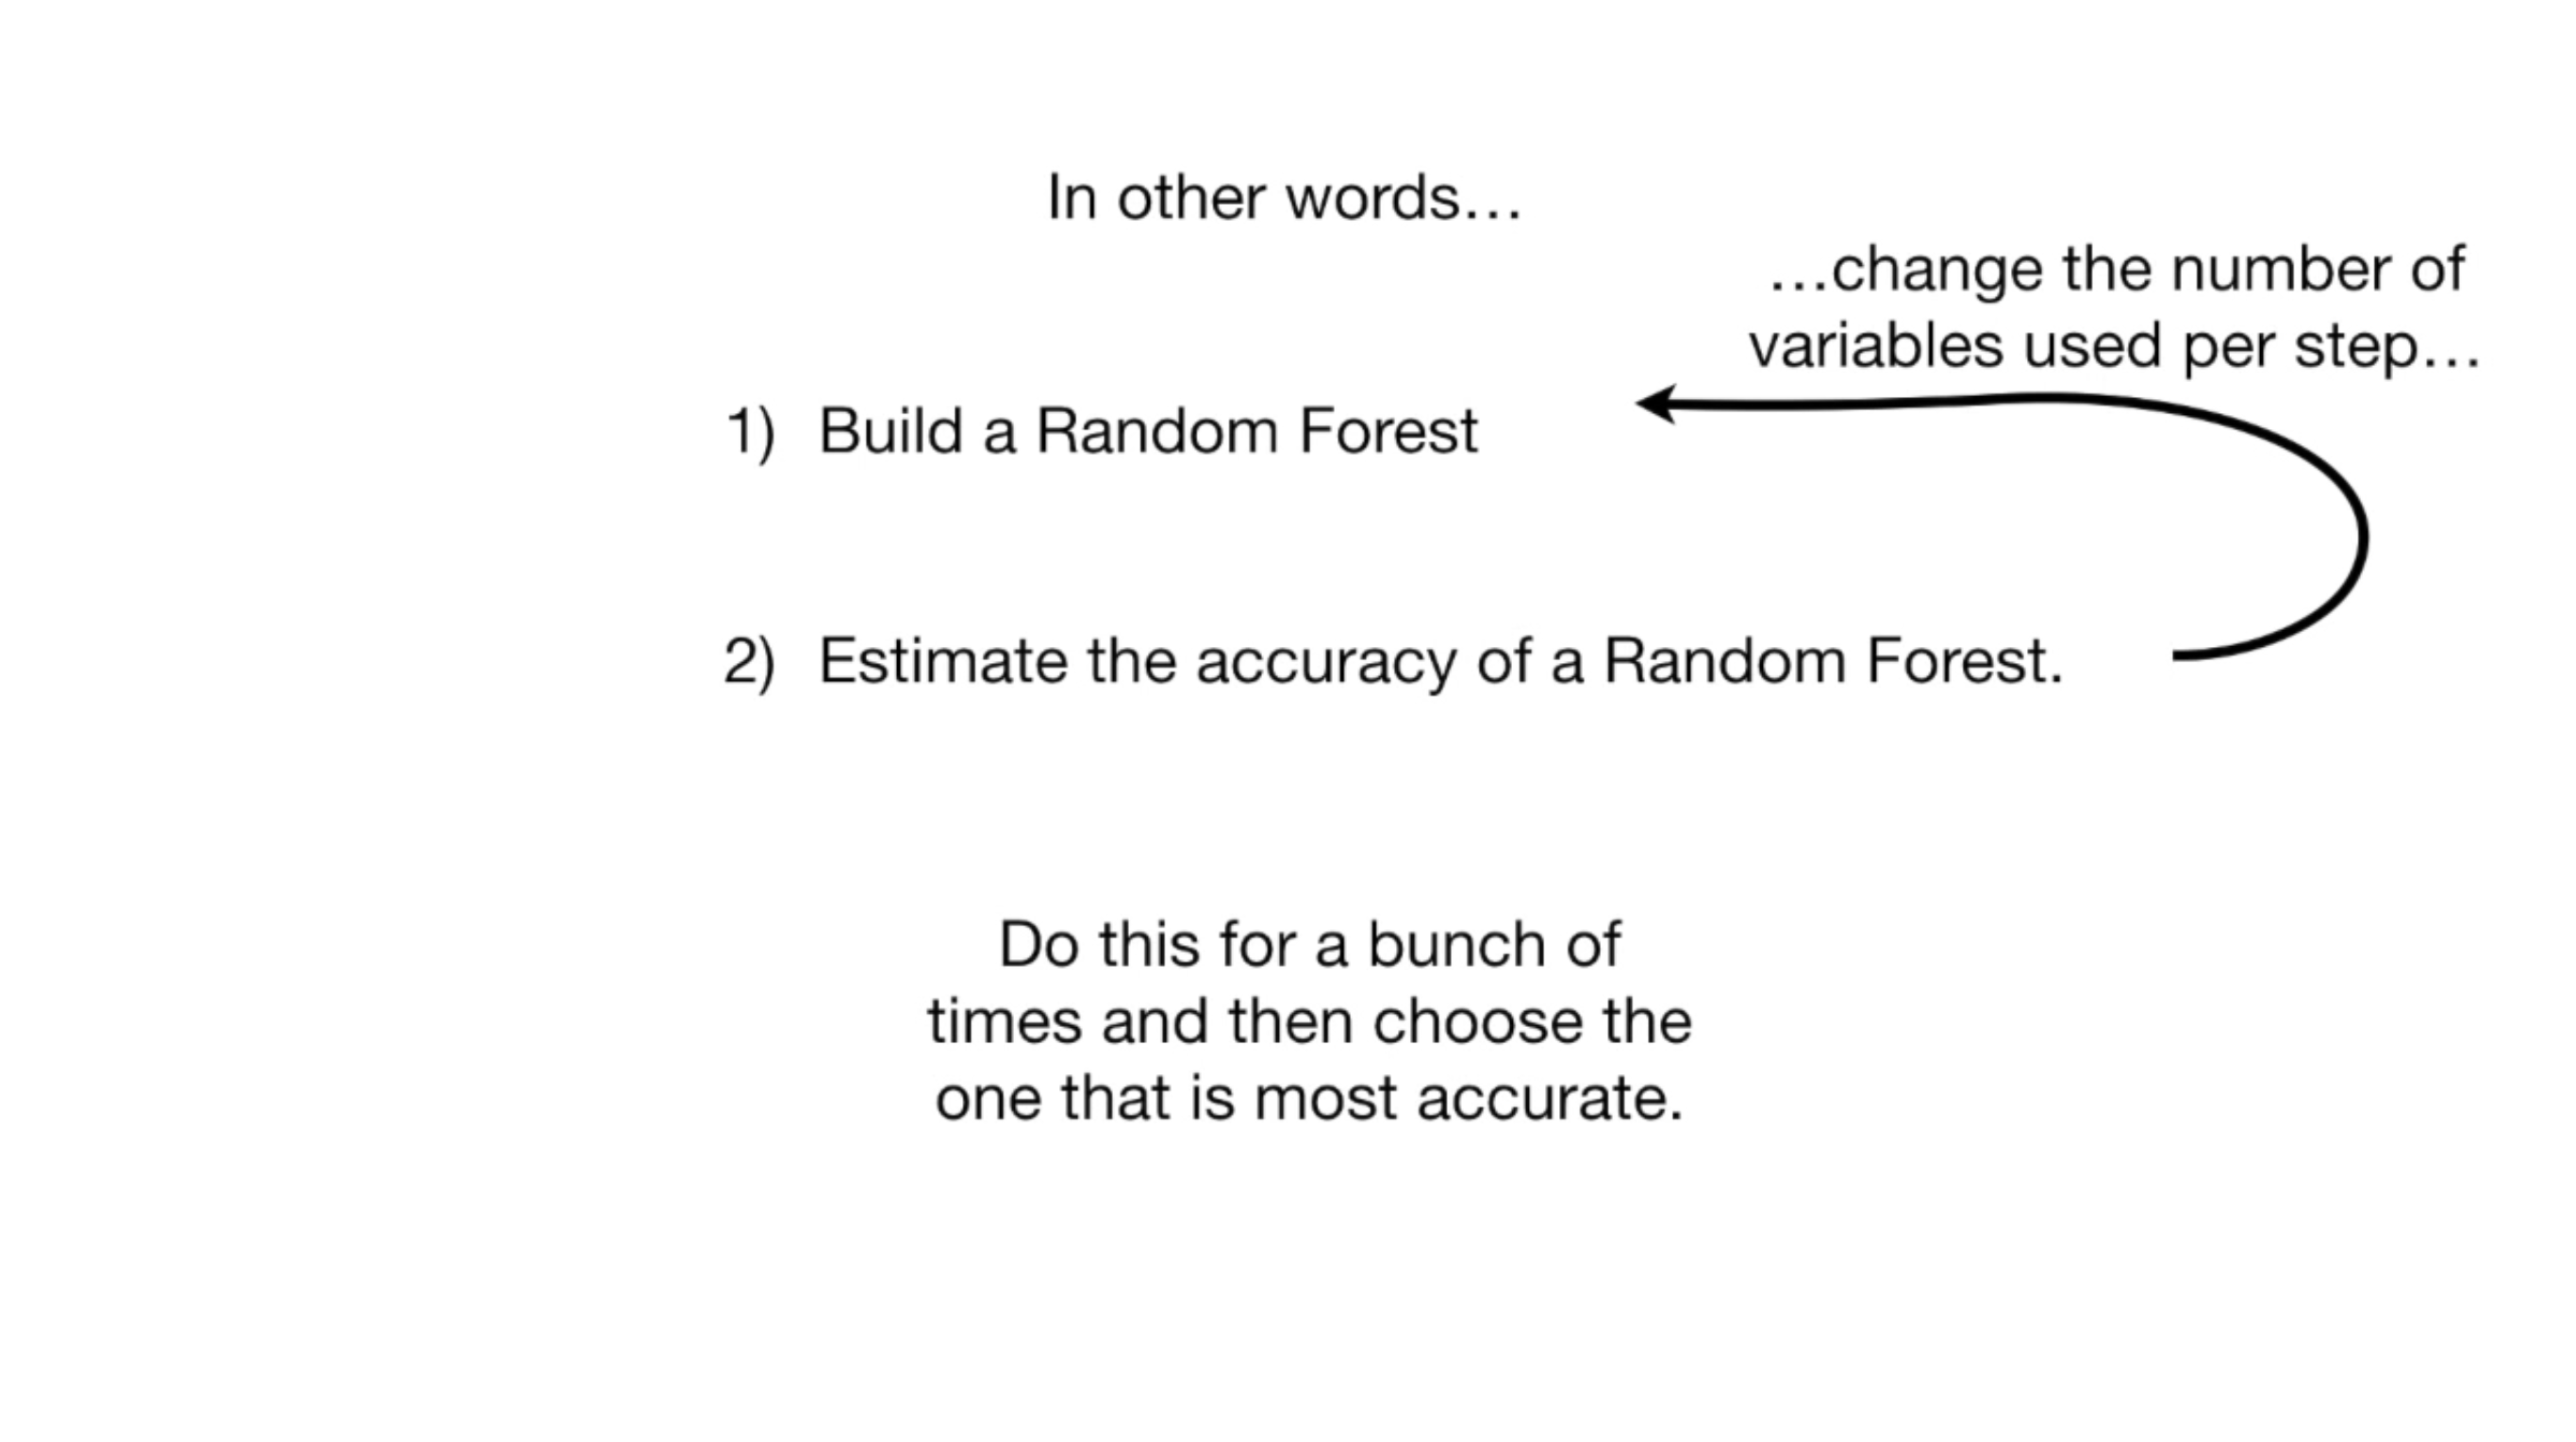 In other words…
…change the number of
variables used per step…
1) Build a Random Forest
2) Estimate the accuracy of a Random Forest.
Do this for a bunch of
times and then choose the
one that is most accurate.